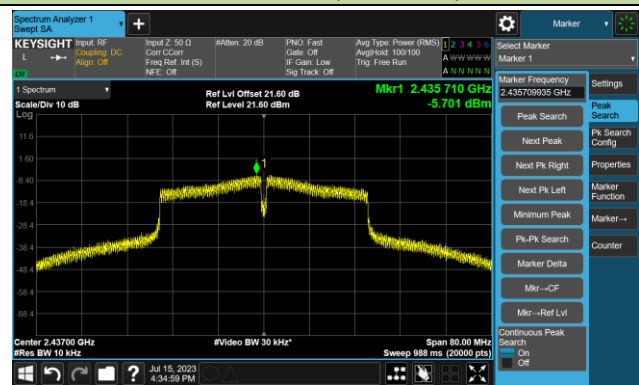 Spectrum Analyzer 1
Swept SA
Marker
KEYSIGHT
L
Input: RF
Coupling: DC
Align: Off
Input Z: 50 Ω
Corr CCorr
Freq Ref: Int (S)
NFE: Off
#Atten: 20 dB
PNO: Fast
Gate: Off
IF Gain: Low
Sig Track: Off
Avg Type: Power (RMS)
Avg|Hold: 100/100
Trig: Free Run
1 2 3 4 5 6
A W W W W W
A N N N N N
Select Marker
Marker 1
1 Spectrum
Scale/Div 10 dB
Log
Ref Lvl Offset 21.60 dB
Ref Level 21.60 dBm
Mkr1 2.435 710 GHz
-5.701 dBm
11.6
1.60
-8.40
-18.4
-28.4
-38.4
-48.4
-58.4
-68.4
1
Center 2.43700 GHz
#Res BW 10 kHz
#Video BW 30 kHz*
Span 80.00 MHz
Sweep 988 ms (20000 pts)
Marker Frequency
2.435709935 GHz
Peak Search
Next Peak
Next Pk Right
Next Pk Left
Minimum Peak
Pk-Pk Search
Marker Delta
Mkr→CF
Mkr→Ref Lvl
Continuous Peak
Search
On
Off
Settings
Peak
Search
Pk Search
Config
Properties
Marker
Function
Marker→
Counter
?
Jul 15, 2023
4:34:59 PM